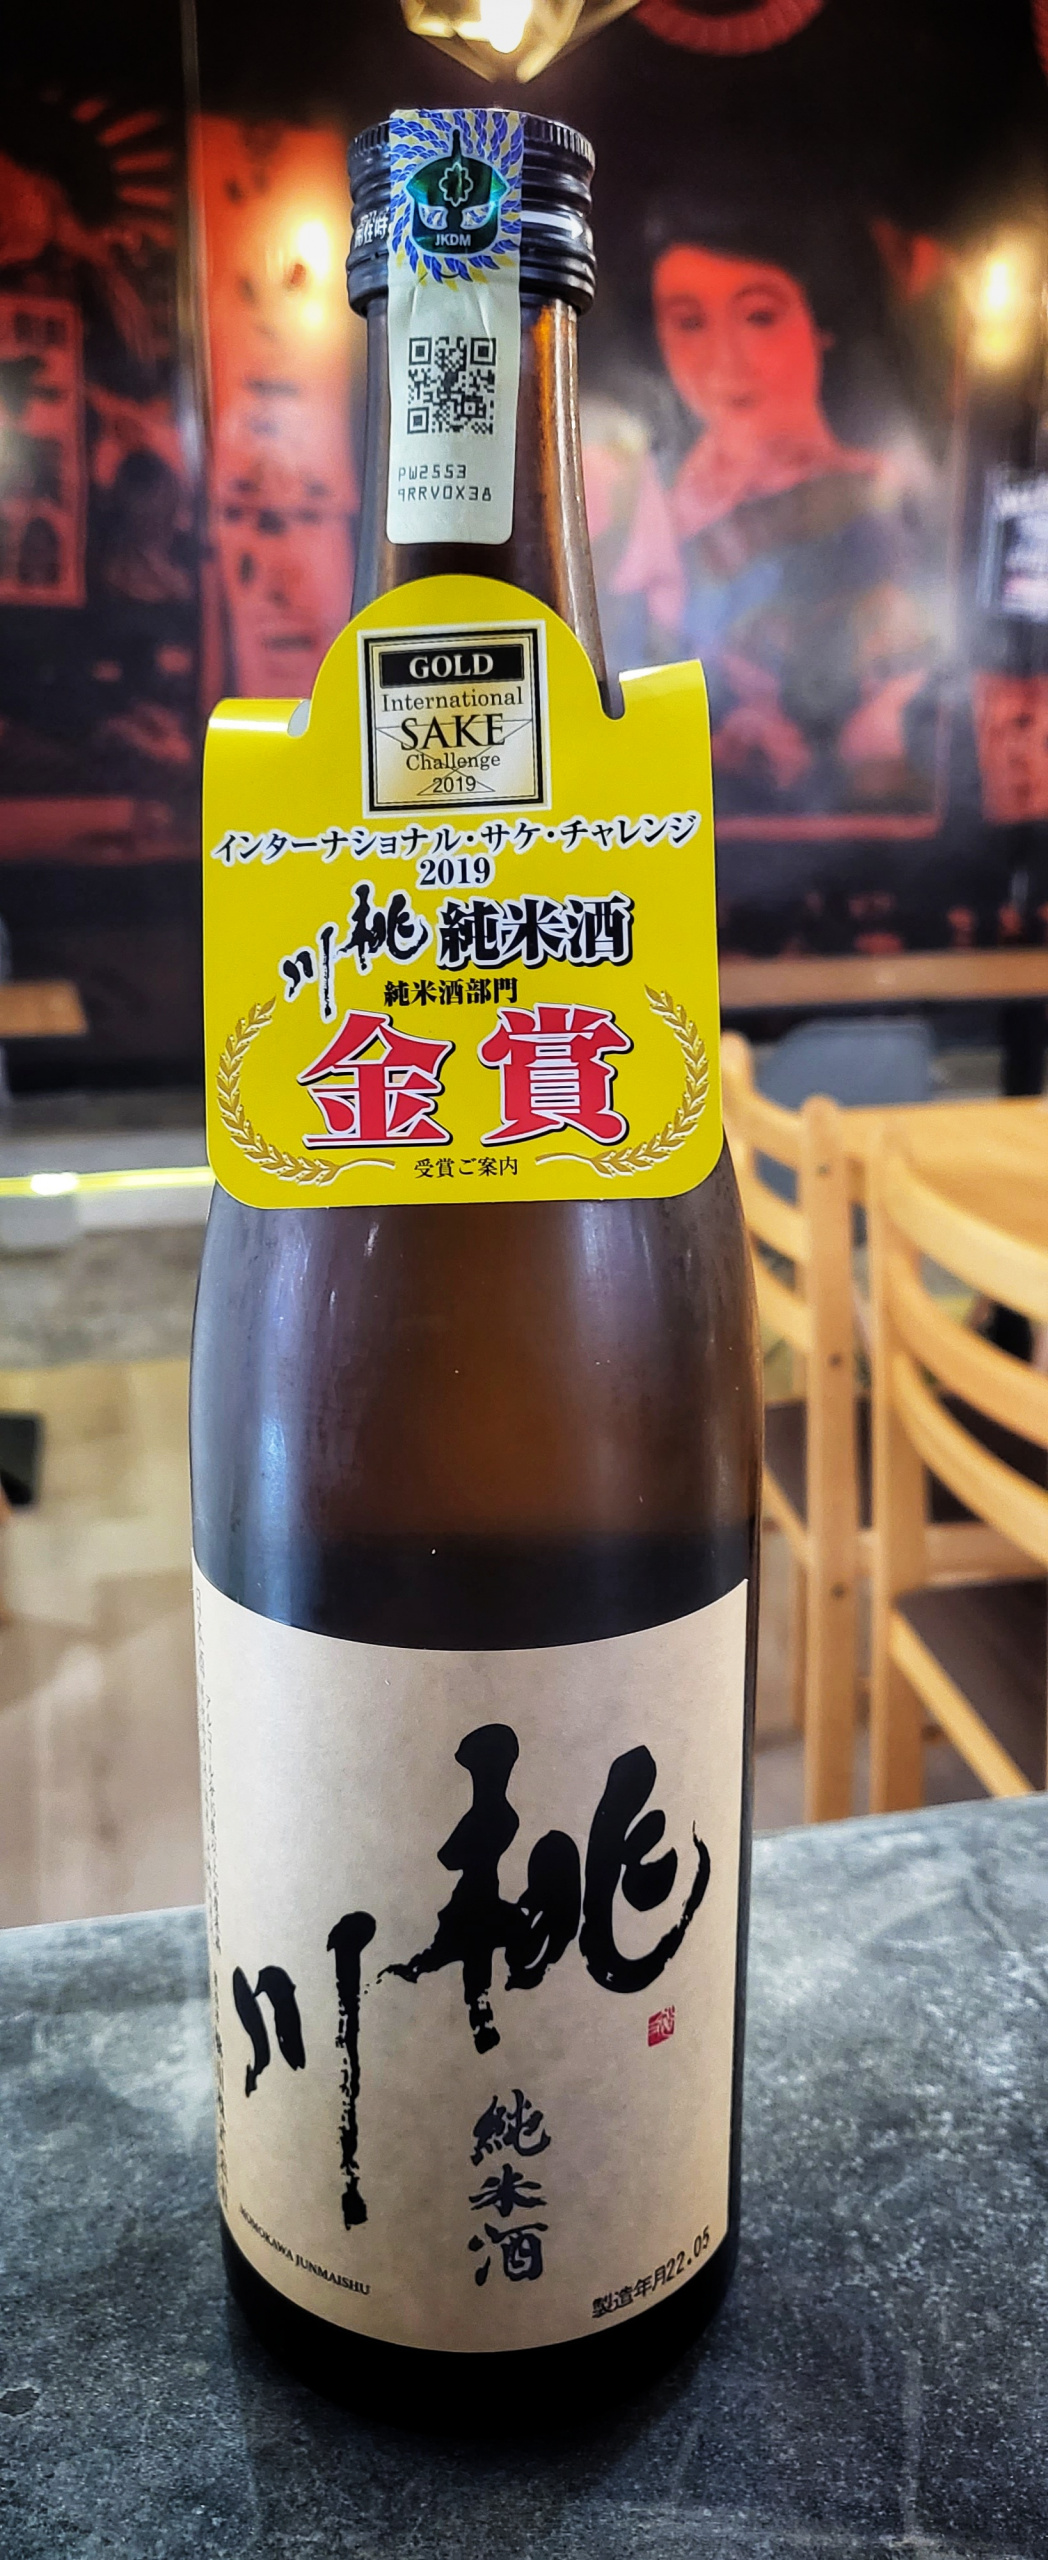 JKDM
PW2553
9RRVOX38
GOLD
International
SAKE
Challenge
2019
インターナショナル・サケ・チャレンジ
2019
桃川 純米酒
純米酒部門
金賞
受賞ご案内
桃川
純米酒
MOMOKAWA JUNMAISHU
製造年月22.05